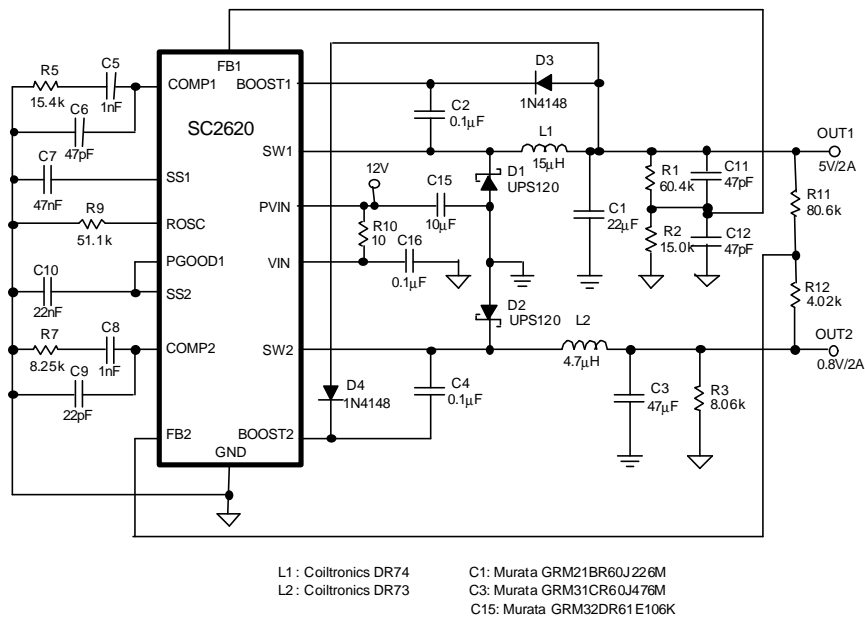 FB1
R5
15.4k
C5
1nF
COMP1
C6
47pF
C7
47nF
SS1
R9
51.1k
ROSC
PGOOD1
C10
22nF
SS2
R7
8.25k
C8
1nF
COMP2
C9
22pF
FB2
GND
SC2620
BOOST1
SW1
PVIN
VIN
SW2
BOOST2
D3
1N4148
C2
0.1µF
L1
15µH
12V
C15
10µF
D1
UPS120
R10
10
C16
0.1µF
D2
UPS120
L2
4.7µH
D4
1N4148
C4
0.1µF
C1
22µF
R1
60.4k
C11
47pF
R2
15.0k
C12
47pF
OUT1
5V/2A
R11
80.6k
R12
4.02k
OUT2
0.8V/2A
C3
47µF
R3
8.06k
L1 : Coiltronics DR74
L2 : Coiltronics DR73
C1: Murata GRM21BR60J226M
C3: Murata GRM31CR60J476M
C15: Murata GRM32DR61E106K